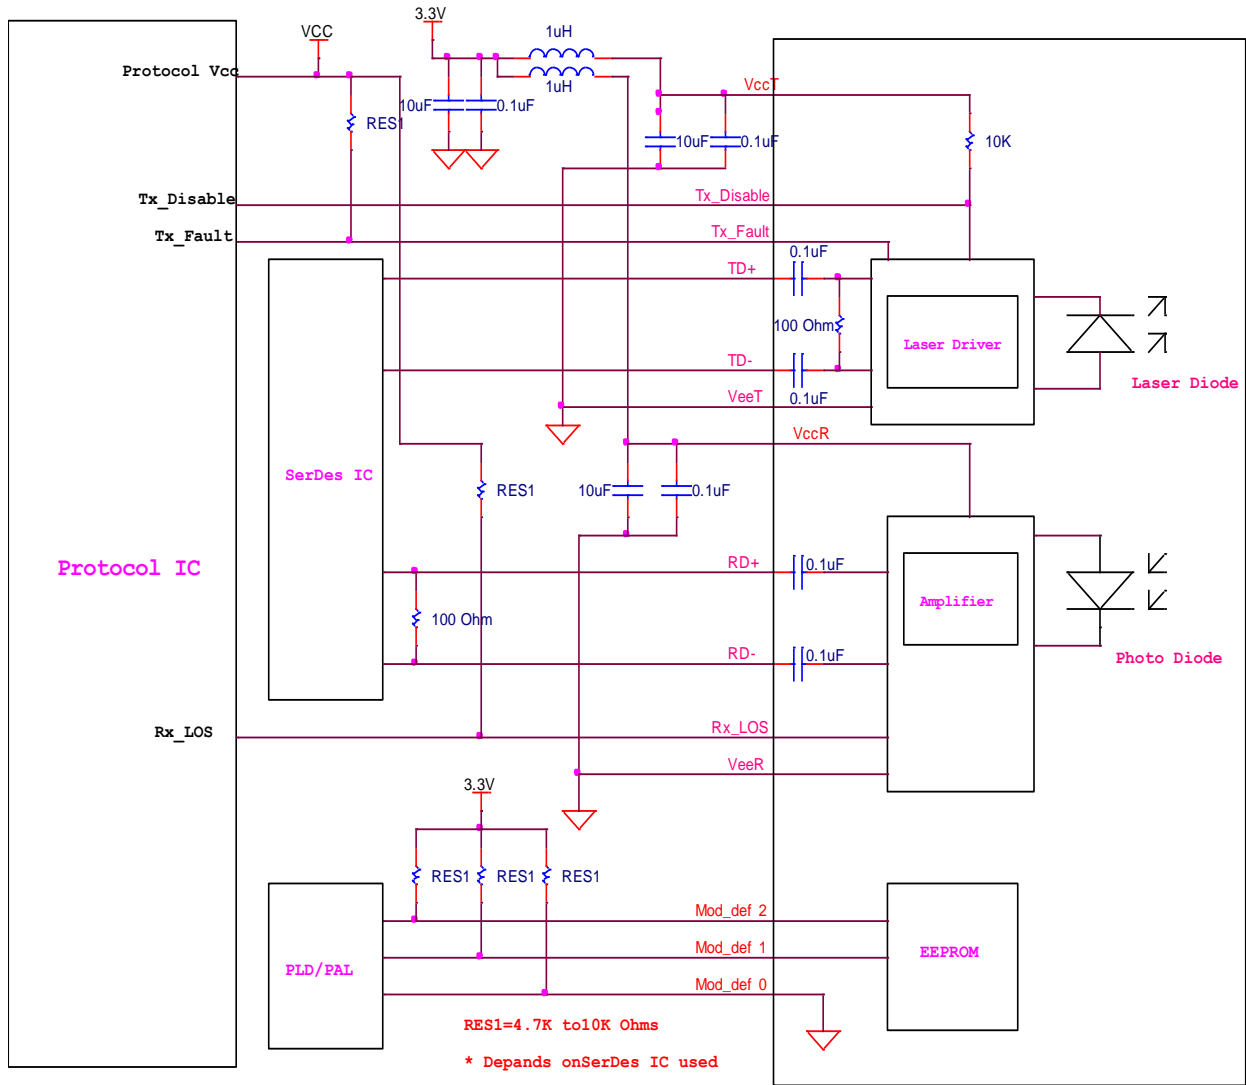 3.3V
VCC
1uH
Protocol Vcc
1uH
VccT
10uF
0.1uF
RES1
10uF
0.1uF
10K
Tx_Disable
Tx_Disable
Tx_Fault
Tx_Fault
0.1uF
TD+
100 Ohm
Laser Driver
TD-
Laser Diode
VeeT
0.1uF
VccR
SerDes IC
RES1
10uF
0.1uF
Protocol IC
RD+
0.1uF
Amplifier
100 Ohm
RD-
0.1uF
Photo Diode
Rx_LOS
Rx_LOS
VeeR
3.3V
RES1
RES1
RES1
Mod_def 2
Mod_def 1
EEPROM
PLD/PAL
Mod_def 0
RES1=4.7K to10K Ohms
* Depands onSerDes IC used